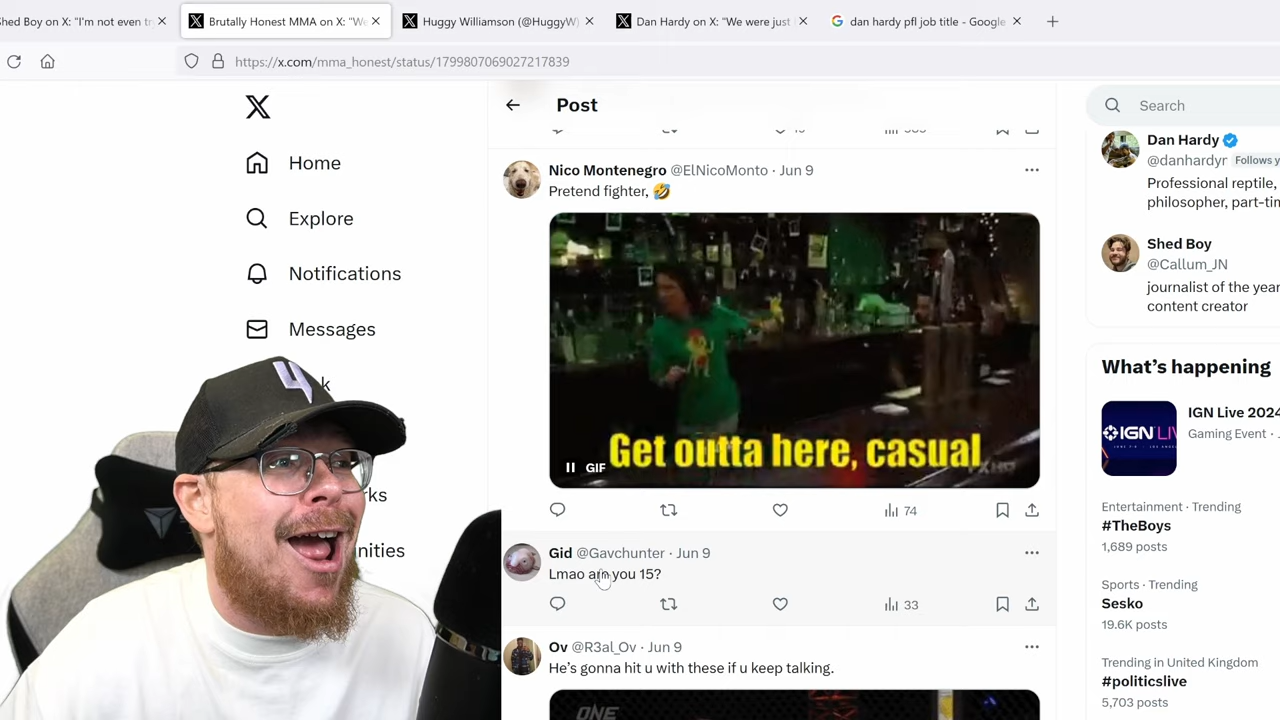 Shed Boy on X: "I'm not even tr
Brutally Honest MMA on X: "We
Huggy Williamson (@HuggyW)
Dan Hardy on X: "We were just
dan hardy pfl job title - Google
https://x.com/mma_honest/status/1799807069027217839
Home
Explore
Notifications
Messages
Post
Nico Montenegro @ElNicoMonto · Jun 9
Pretend fighter, 🤣
Get outta here, casual
GIF
74
Gid @Gavchunter · Jun 9
Lmao are you 15?
33
Ov @R3al_Ov · Jun 9
He's gonna hit u with these if u keep talking.
ONE
Search
Dan Hardy
@danhardyr Follows y
Professional reptile,
philosopher, part-tim
Shed Boy
@Callum_JN
journalist of the year
content creator
What's happening
IGN LIV
IGN Live 2024
Gaming Event ·
Entertainment · Trending
#TheBoys
1,689 posts
Sports · Trending
Sesko
19.6K posts
Trending in United Kingdom
#politicslive
5,703 posts
4